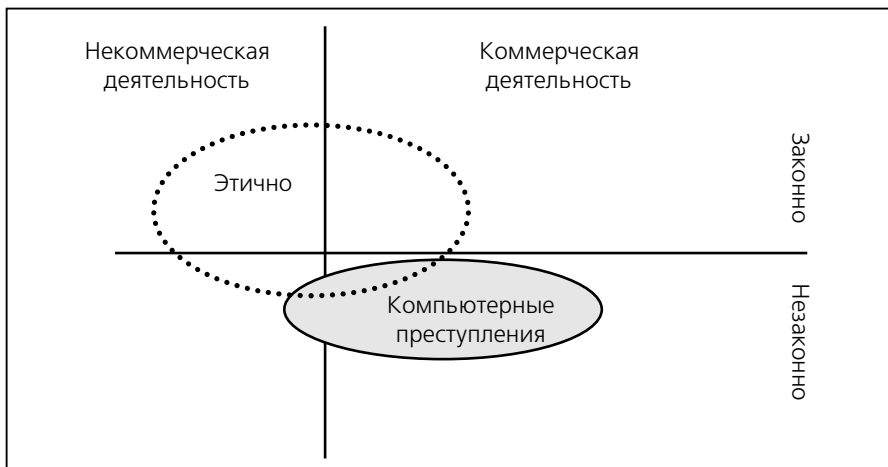 Некоммерческая
деятельность
Коммерческая
деятельность
Законно
Этично
Незаконно
Компьютерные
преступления